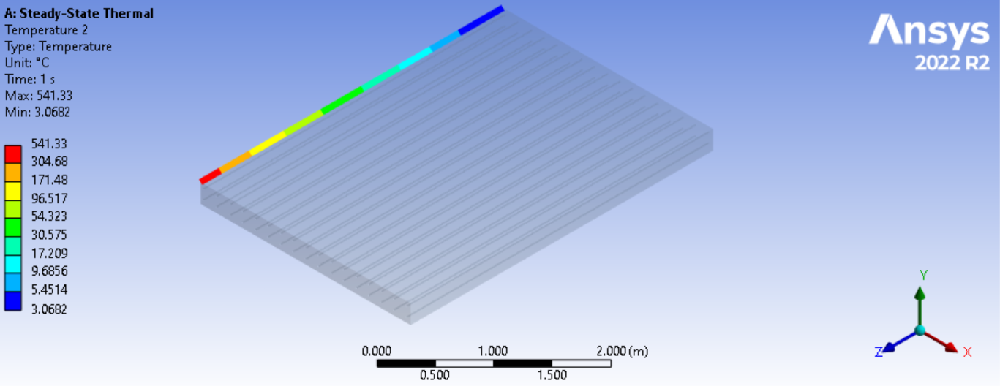 A: Steady-State Thermal
Temperature 2
Type: Temperature
Unit: °C
Time: 1 s
Max: 541.33
Min: 3.0682
541.33
304.68
171.48
96.517
54.323
30.575
17.209
9.6856
5.4514
3.0682
Ansys
2022 R2
0.000 1.000 2.000 (m)
0.500 1.500
Y
Z X